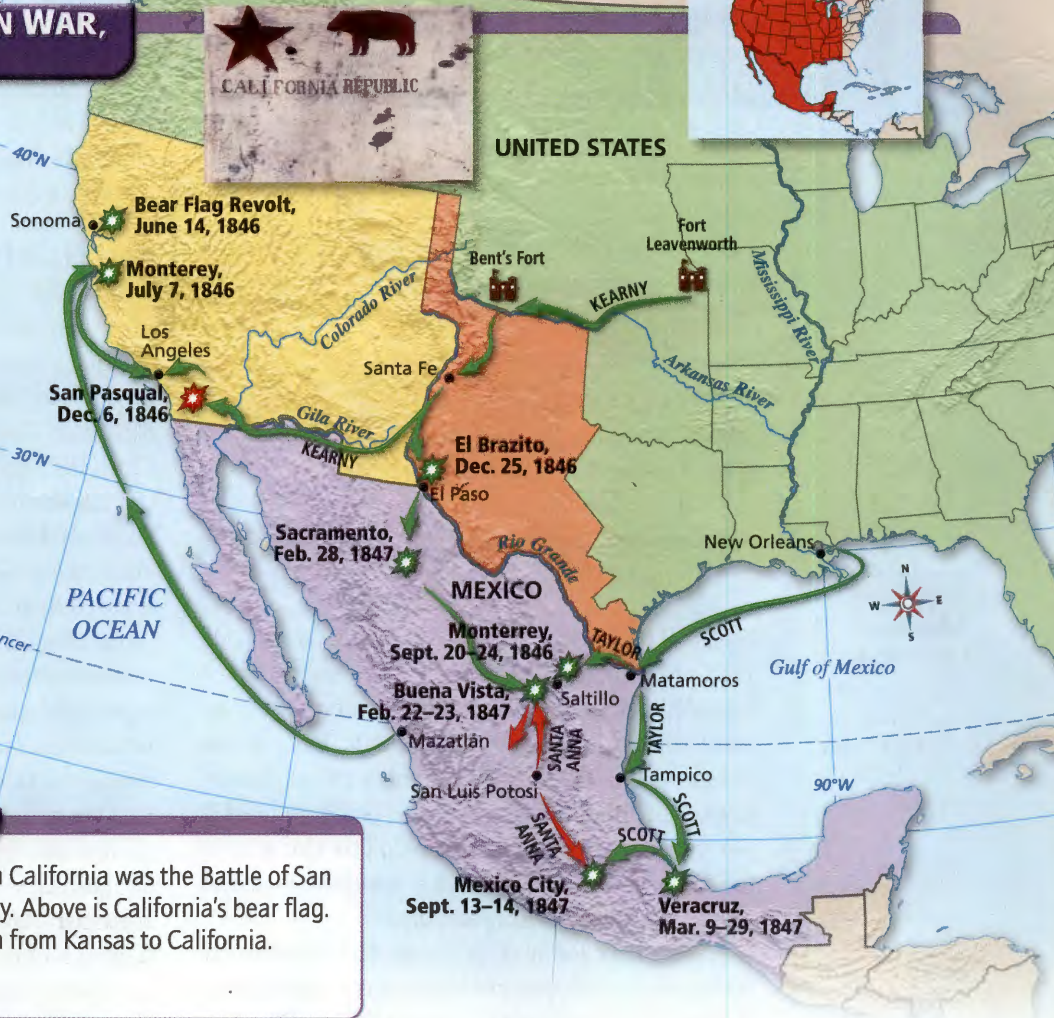 N WAR,
CALIFORNIA REPUBLIC
UNITED STATES
40°N
Sonoma
Bear Flag Revolt,
June 14, 1846
Monterey,
July 7, 1846
Fort
Leavenworth
Bent's Fort
KEARNY
Mississippi River
Colorado River
Los
Angeles
Santa Fe
Arkansas River
San Pasqual,
Dec. 6, 1846
Gila River
KEARNY
30°N
El Brazito,
Dec. 25, 1846
El Paso
Sacramento,
Feb. 28, 1847
Rio Grande
New Orleans
N
W
E
S
PACIFIC
OCEAN
MEXICO
ncer
Monterrey,
Sept. 20–24, 1846
TAYLOR
SCOTT
Gulf of Mexico
Matamoros
Saltillo
Buena Vista,
Feb. 22–23, 1847
TAYLOR
Mazatlán
SANTA
ANNA
Tampico
90°W
San Luis Potosí
SANTA
ANNA
SCOTT
SCOTT
Mexico City,
Sept. 13–14, 1847
Veracruz,
Mar. 9–29, 1847
California was the Battle of San
y. Above is California's bear flag.
from Kansas to California.